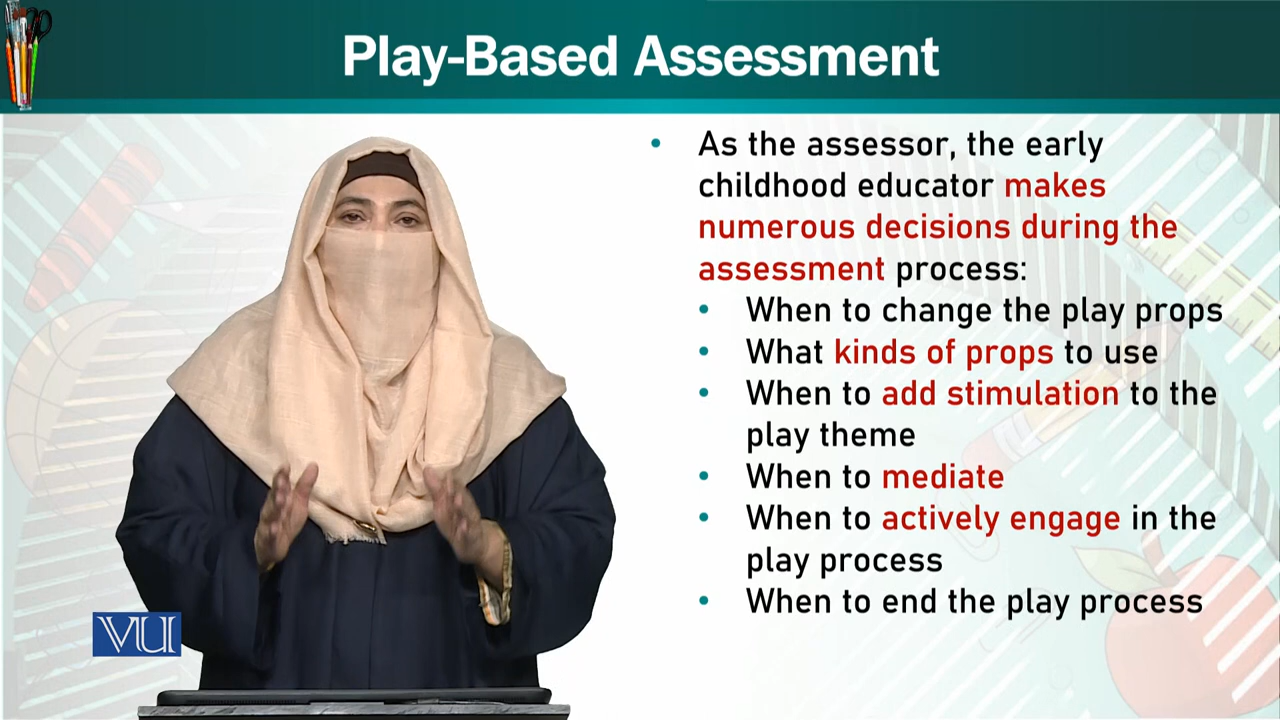 Play-Based Assessment
• As the assessor, the early
childhood educator makes
numerous decisions during the
assessment process:
• When to change the play props
• What kinds of props to use
• When to add stimulation to the
play theme
• When to mediate
• When to actively engage in the
play process
• When to end the play process
VU